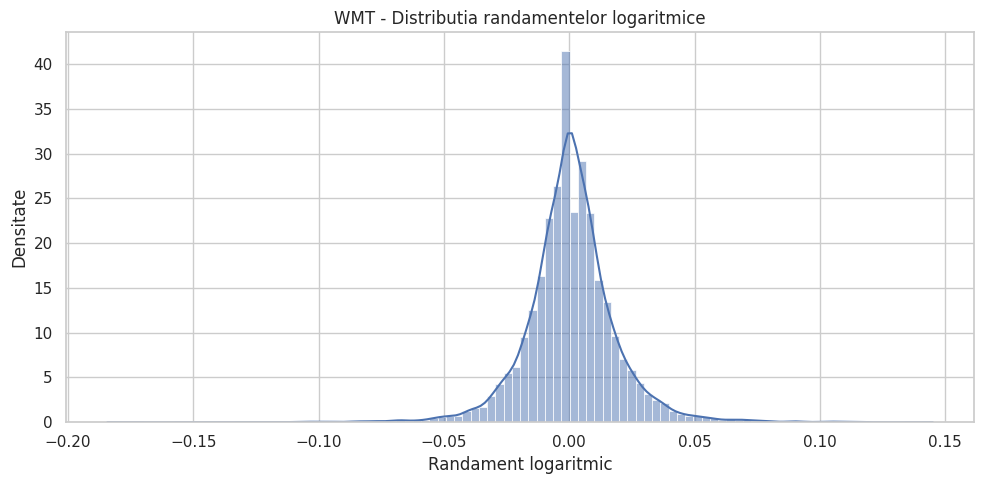 WMT - Distributia randamentelor logaritmice
Densitate
40
35
30
25
20
15
10
5
0
−0.20 −0.15 −0.10 −0.05 0.00 0.05 0.10 0.15
Randament logaritmic